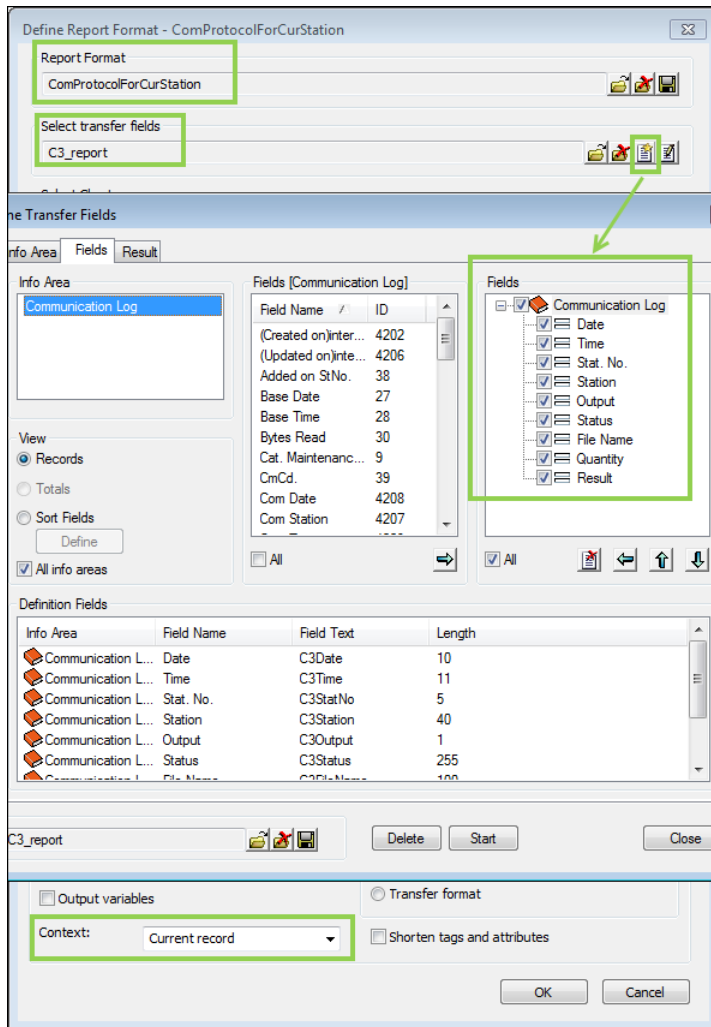 Define Report Format - ComProtocolForCurStation
Report Format
ComProtocolForCurStation
Select transfer fields
C3_report
ne Transfer Fields
nfo Area Fields Result
Info Area
Communication Log
Fields [Communication Log]
Field Name ID
(Created on)inter... 4202
(Updated on)inte... 4206
Added on StNo. 38
Base Date 27
Base Time 28
Bytes Read 30
Cat. Maintenanc... 9
CmCd. 39
Com Date 4208
Com Station 4207
All
Fields
Communication Log
Date
Time
Stat. No.
Station
Output
Status
File Name
Quantity
Result
All
View
Records
Totals
Sort Fields
Define
All info areas
Definition Fields
Info Area Field Name Field Text Length
Communication L... Date C3Date 10
Communication L... Time C3Time 11
Communication L... Stat. No. C3StatNo 5
Communication L... Station C3Station 40
Communication L... Output C3Output 1
Communication L... Status C3Status 255
Communication L... File Name C3FileName 100
C3_report
Delete Start Close
Output variables Transfer format
Context: Current record Shorten tags and attributes
OK Cancel